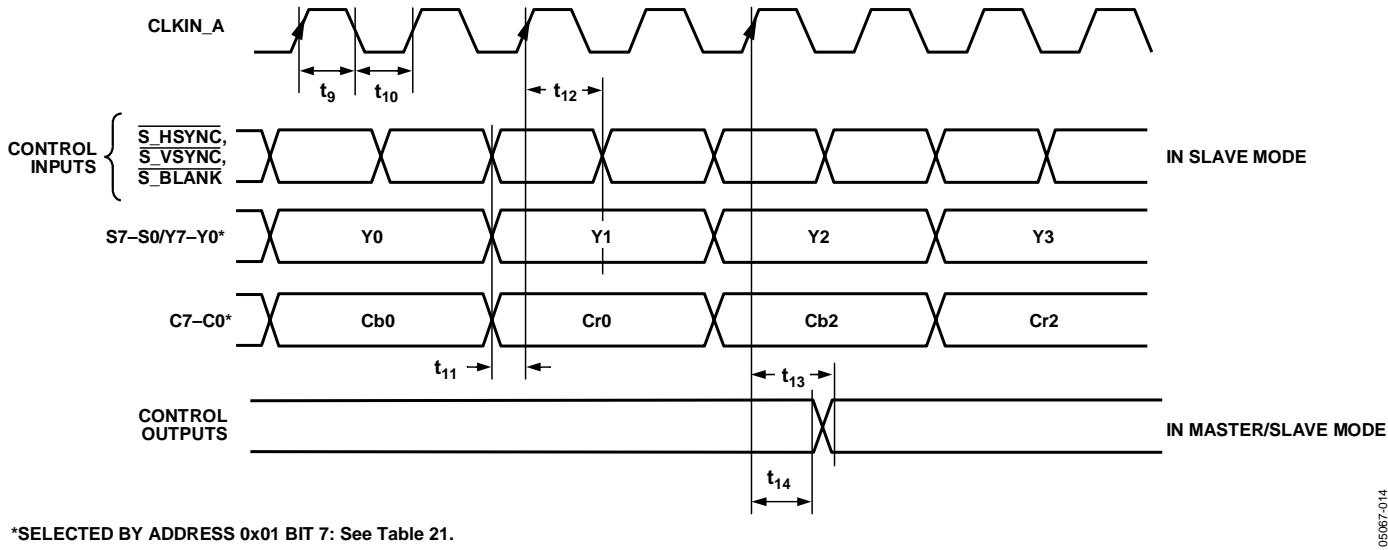 CLKIN_A
t9
t10
t12
CONTROL
INPUTS
S_HSYNC,
S_VSYNC,
S_BLANK
IN SLAVE MODE
S7–S0/Y7–Y0*
Y0
Y1
Y2
Y3
C7–C0*
Cb0
Cr0
Cb2
Cr2
t11
t13
CONTROL
OUTPUTS
IN MASTER/SLAVE MODE
t14
*SELECTED BY ADDRESS 0x01 BIT 7: See Table 21.
05067-014